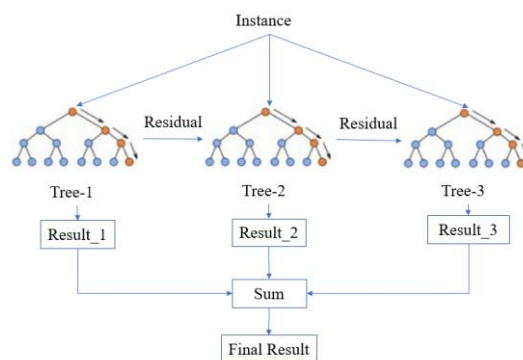 Instance
Residual
Residual
Tree-1
Tree-2
Tree-3
Result_1
Result_2
Result_3
Sum
Final Result